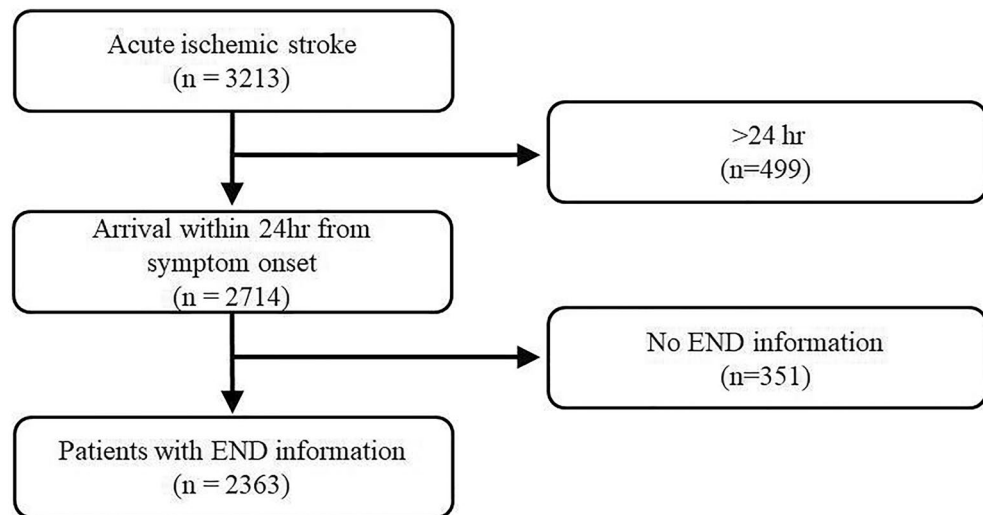 Acute ischemic stroke
(n = 3213)
>24 hr
(n=499)
Arrival within 24hr from
symptom onset
(n = 2714)
No END information
(n=351)
Patients with END information
(n = 2363)